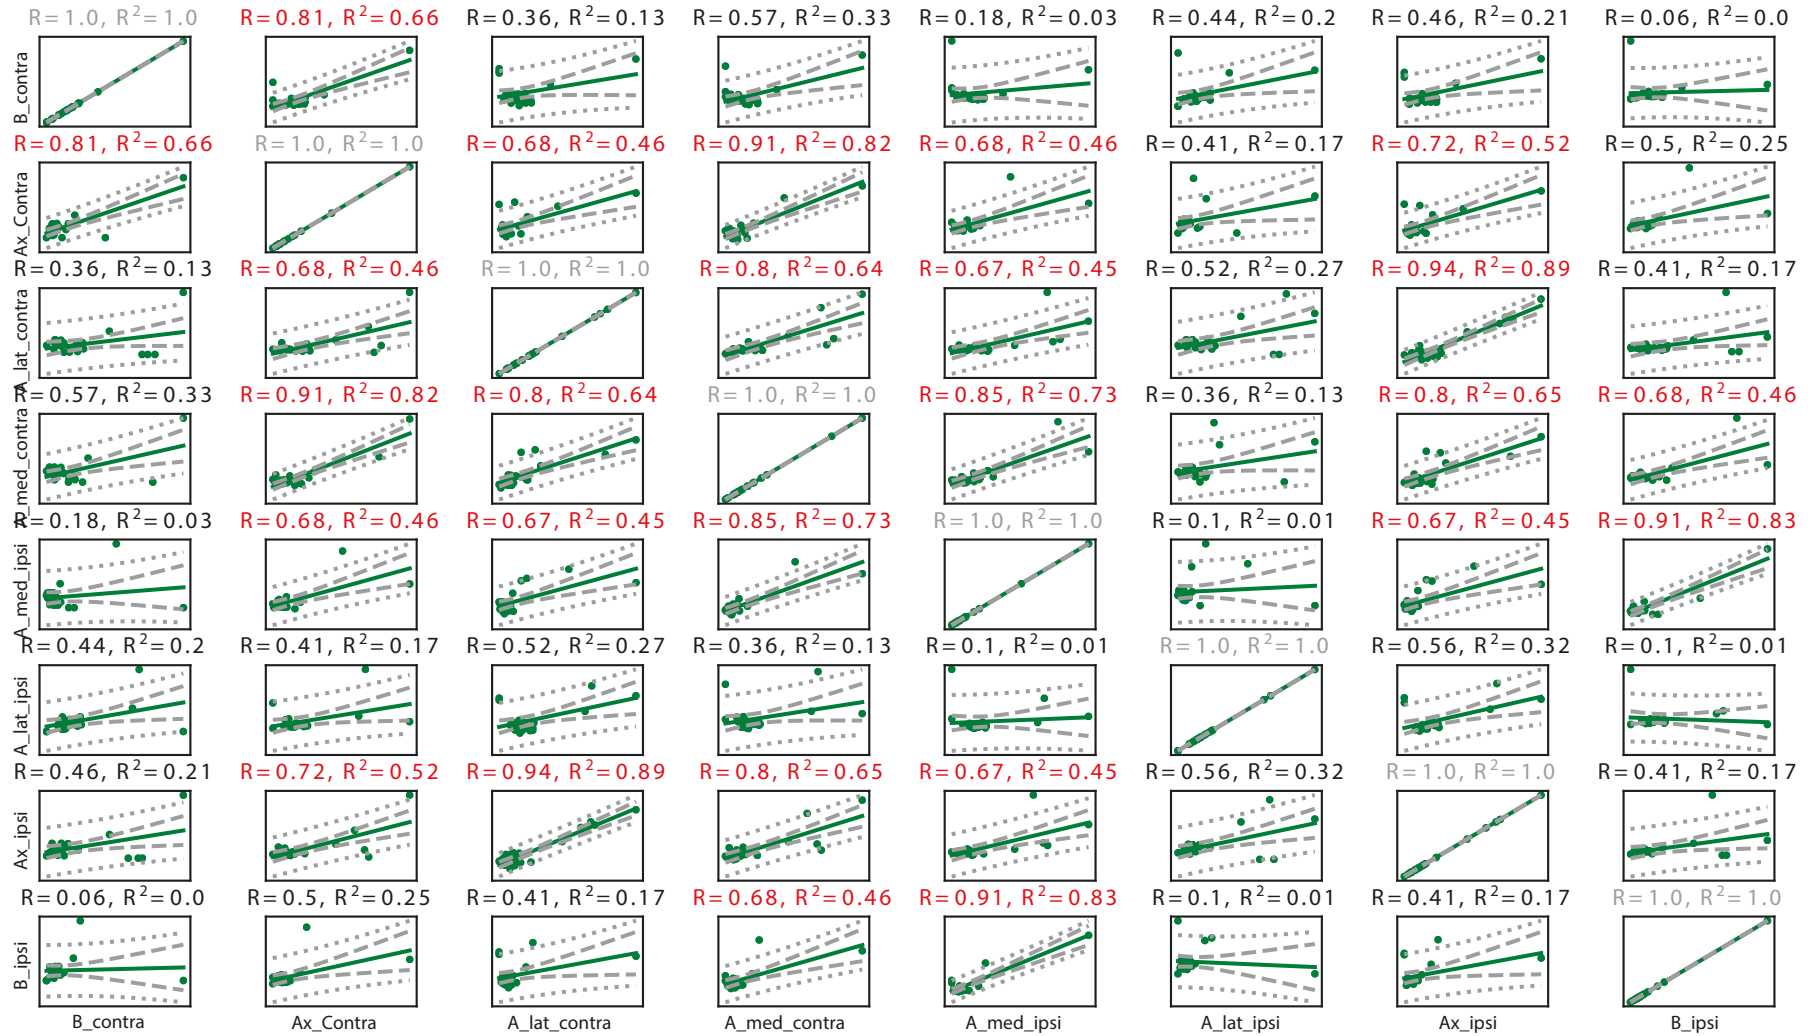 R = 1.0, R² = 1.0 R = 0.81, R² = 0.66 R = 0.36, R² = 0.13 R = 0.57, R² = 0.33 R = 0.18, R² = 0.03 R = 0.44, R² = 0.2 R = 0.46, R² = 0.21 R = 0.06, R² = 0.0
B_contra
R = 0.81, R² = 0.66 R = 1.0, R² = 1.0 R = 0.68, R² = 0.46 R = 0.91, R² = 0.82 R = 0.68, R² = 0.46 R = 0.41, R² = 0.17 R = 0.72, R² = 0.52 R = 0.5, R² = 0.25
Ax_Contra
R = 0.36, R² = 0.13 R = 0.68, R² = 0.46 R = 1.0, R² = 1.0 R = 0.8, R² = 0.64 R = 0.67, R² = 0.45 R = 0.52, R² = 0.27 R = 0.94, R² = 0.89 R = 0.41, R² = 0.17
A_lat_contra
R = 0.57, R² = 0.33 R = 0.91, R² = 0.82 R = 0.8, R² = 0.64 R = 1.0, R² = 1.0 R = 0.85, R² = 0.73 R = 0.36, R² = 0.13 R = 0.8, R² = 0.65 R = 0.68, R² = 0.46
A_med_contra
R = 0.18, R² = 0.03 R = 0.68, R² = 0.46 R = 0.67, R² = 0.45 R = 0.85, R² = 0.73 R = 1.0, R² = 1.0 R = 0.1, R² = 0.01 R = 0.67, R² = 0.45 R = 0.91, R² = 0.83
A_med_ipsi
R = 0.44, R² = 0.2 R = 0.41, R² = 0.17 R = 0.52, R² = 0.27 R = 0.36, R² = 0.13 R = 0.1, R² = 0.01 R = 1.0, R² = 1.0 R = 0.56, R² = 0.32 R = 0.1, R² = 0.01
A_lat_ipsi
R = 0.46, R² = 0.21 R = 0.72, R² = 0.52 R = 0.94, R² = 0.89 R = 0.8, R² = 0.65 R = 0.67, R² = 0.45 R = 0.56, R² = 0.32 R = 1.0, R² = 1.0 R = 0.41, R² = 0.17
Ax_ipsi
R = 0.06, R² = 0.0 R = 0.5, R² = 0.25 R = 0.41, R² = 0.17 R = 0.68, R² = 0.46 R = 0.91, R² = 0.83 R = 0.1, R² = 0.01 R = 0.41, R² = 0.17 R = 1.0, R² = 1.0
B_ipsi
B_contra Ax_Contra A_lat_contra A_med_contra A_med_ipsi A_lat_ipsi Ax_ipsi B_ipsi